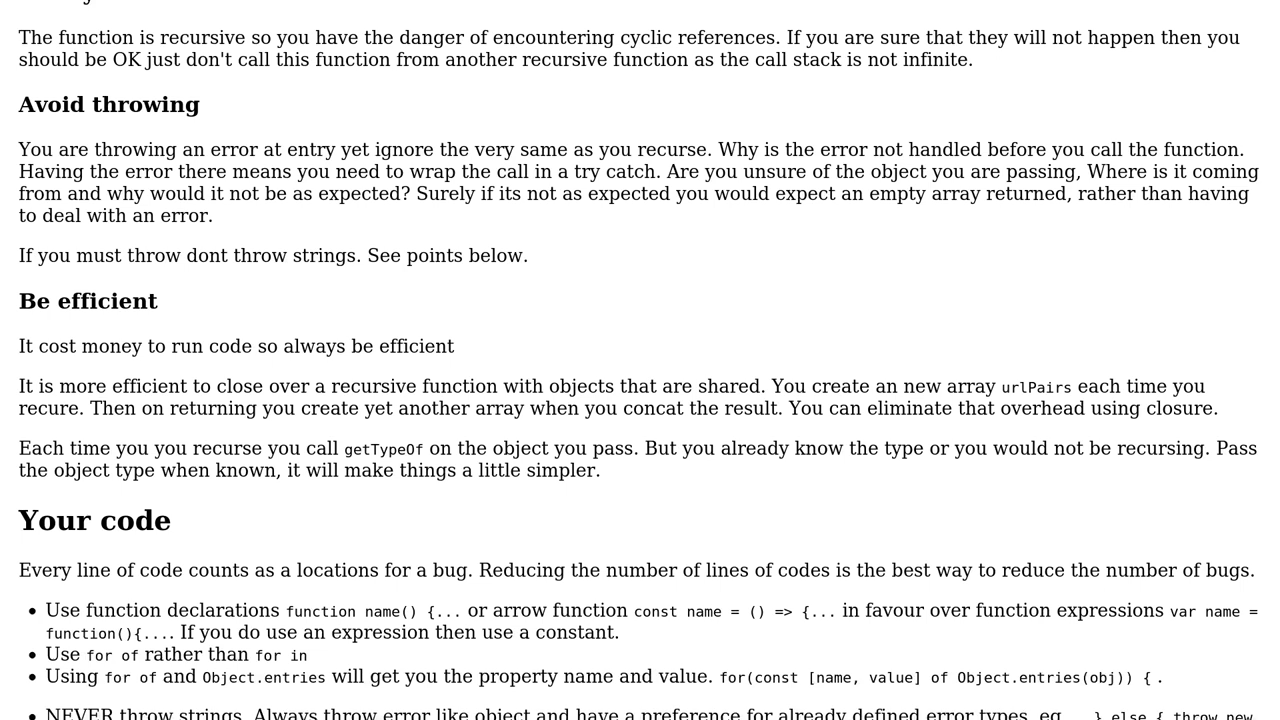 The function is recursive so you have the danger of encountering cyclic references. If you are sure that they will not happen then you
should be OK just don't call this function from another recursive function as the call stack is not infinite.
Avoid throwing
You are throwing an error at entry yet ignore the very same as you recurse. Why is the error not handled before you call the function.
Having the error there means you need to wrap the call in a try catch. Are you unsure of the object you are passing, Where is it coming
from and why would it not be as expected? Surely if its not as expected you would expect an empty array returned, rather than having
to deal with an error.
If you must throw dont throw strings. See points below.
Be efficient
It cost money to run code so always be efficient
It is more efficient to close over a recursive function with objects that are shared. You create an new array urlPairs each time you
recure. Then on returning you create yet another array when you concat the result. You can eliminate that overhead using closure.
Each time you you recurse you call getTypeOf on the object you pass. But you already know the type or you would not be recursing. Pass
the object type when known, it will make things a little simpler.
Your code
Every line of code counts as a locations for a bug. Reducing the number of lines of codes is the best way to reduce the number of bugs.
• Use function declarations function name() {... or arrow function const name = () => {... in favour over function expressions var name =
function(){.... If you do use an expression then use a constant.
• Use for of rather than for in
• Using for of and Object.entries will get you the property name and value. for(const [name, value] of Object.entries(obj)) { .
• NEVER throw strings. Always throw error like object and have a preference for already defined error types. eg ... } else { throw new